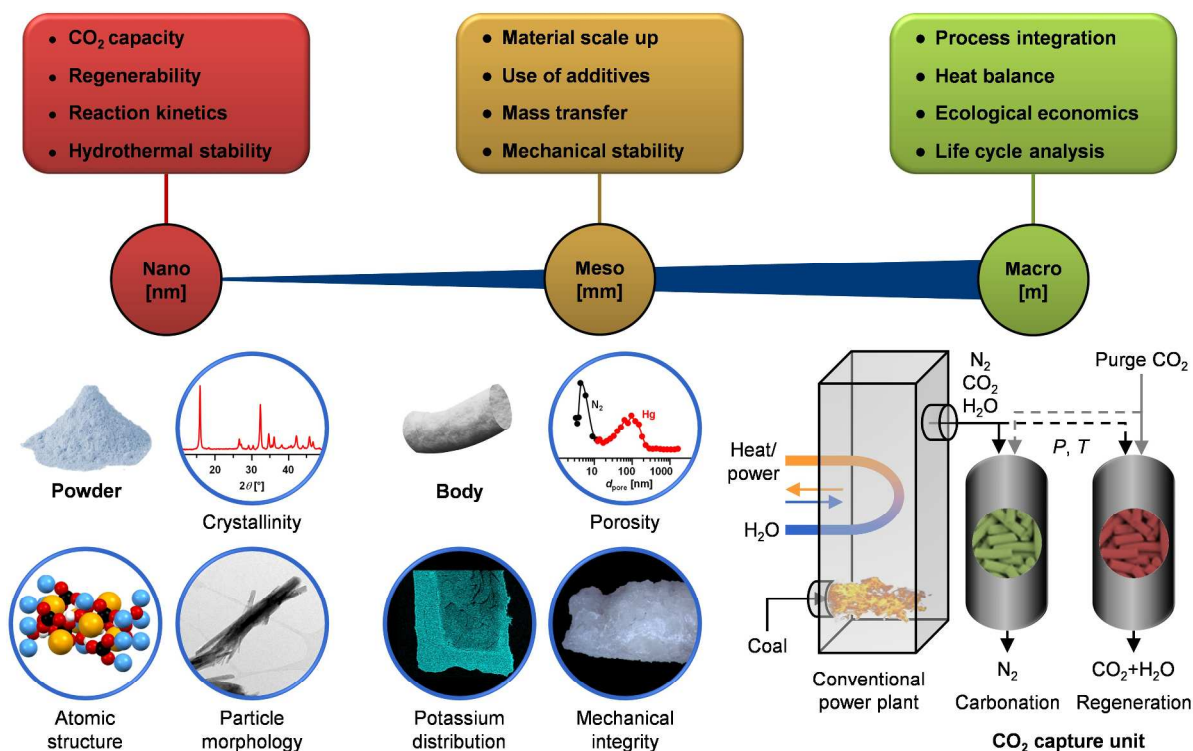 ● CO₂ capacity
● Regenerability
● Reaction kinetics
● Hydrothermal stability
● Material scale up
● Use of additives
● Mass transfer
● Mechanical stability
● Process integration
● Heat balance
● Ecological economics
● Life cycle analysis
Nano
[nm]
Meso
[mm]
Macro
[m]
Powder
20 30 40
2θ [°]
Crystallinity
Body
N₂
Hg
10 100 1000
d_pore [nm]
Porosity
Atomic
structure
Particle
morphology
Potassium
distribution
Mechanical
integrity
Heat/
power
H₂O
Coal
Conventional
power plant
N₂
CO₂
H₂O
Purge CO₂
P, T
N₂
Carbonation
CO₂+H₂O
Regeneration
CO₂ capture unit